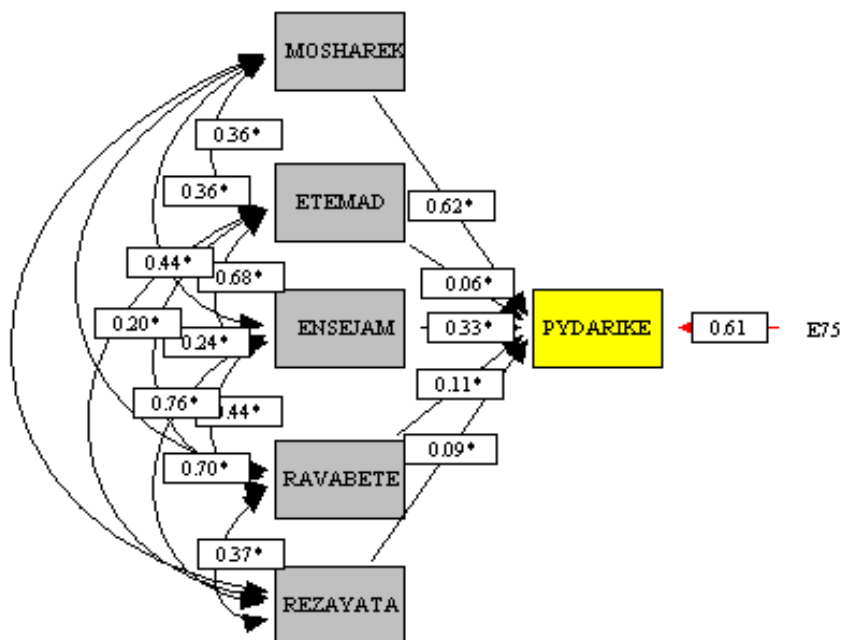 MOSHAREK
0.36*
0.36*
ETEMAD
0.62*
0.44*
0.68*
0.06*
0.20*
ENSEJAM
0.33*
PYDARIKE
0.61
E75
0.24*
0.11*
0.76*
0.44*
0.09*
0.70*
RAVABETE
0.37*
REZAYATA